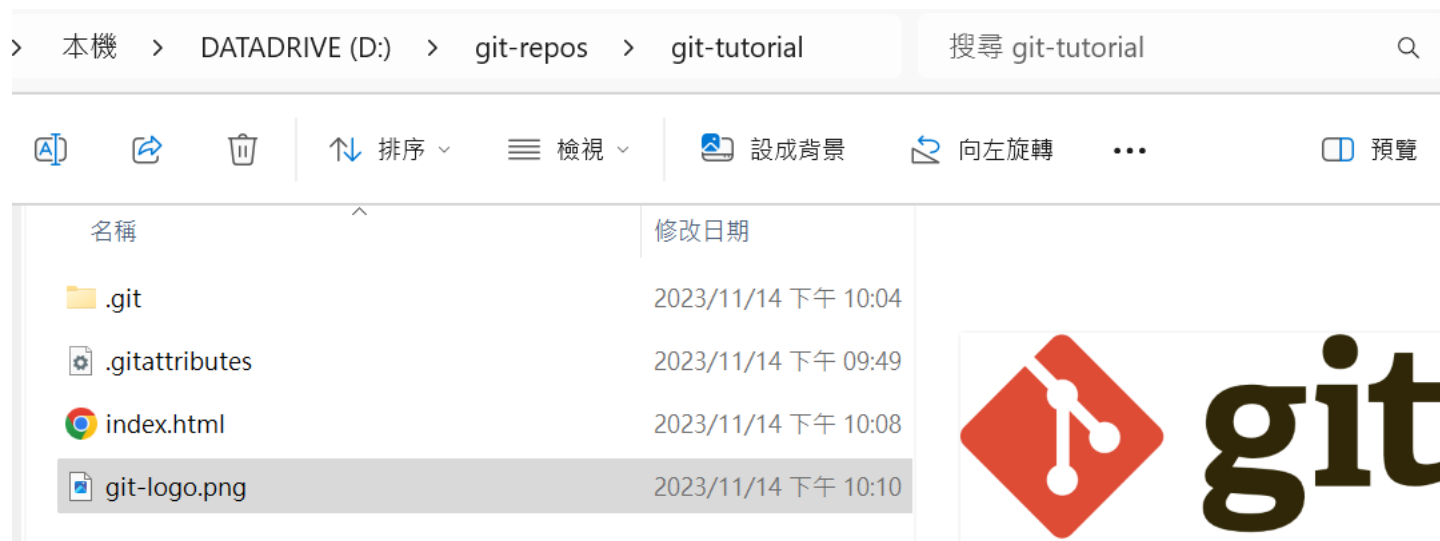 本機 > DATADRIVE (D:) > git-repos > git-tutorial 搜尋 git-tutorial
排序 檢視 設成背景 向左旋轉 ••• 預覽
名稱 修改日期
.git 2023/11/14 下午 10:04
.gitattributes 2023/11/14 下午 09:49
index.html 2023/11/14 下午 10:08
git-logo.png 2023/11/14 下午 10:10
git